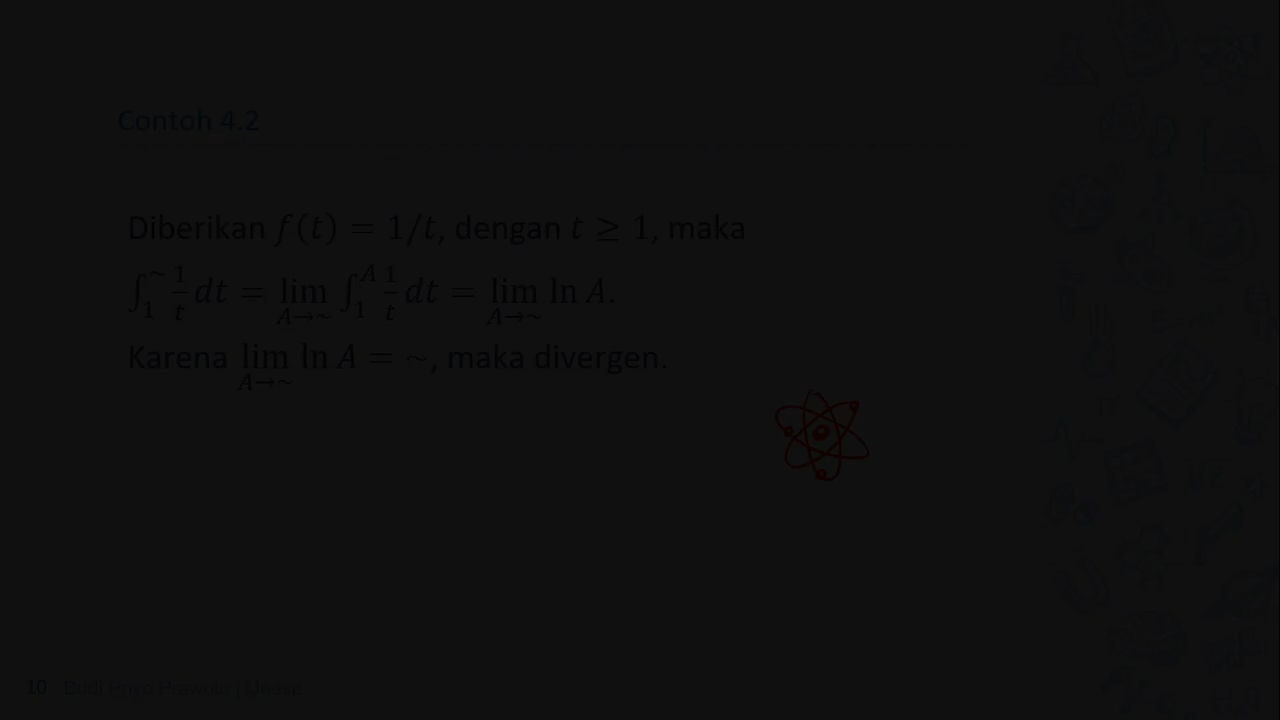 Contoh 4.2
Diberikan f(t) = 1/t, dengan t ≥ 1, maka
∫₁^~ 1/t dt = lim_{A→~} ∫₁^A 1/t dt = lim_{A→~} ln A.
Karena lim_{A→~} ln A = ~, maka divergen.
10 Budi Priyo Prawoto | Unesa